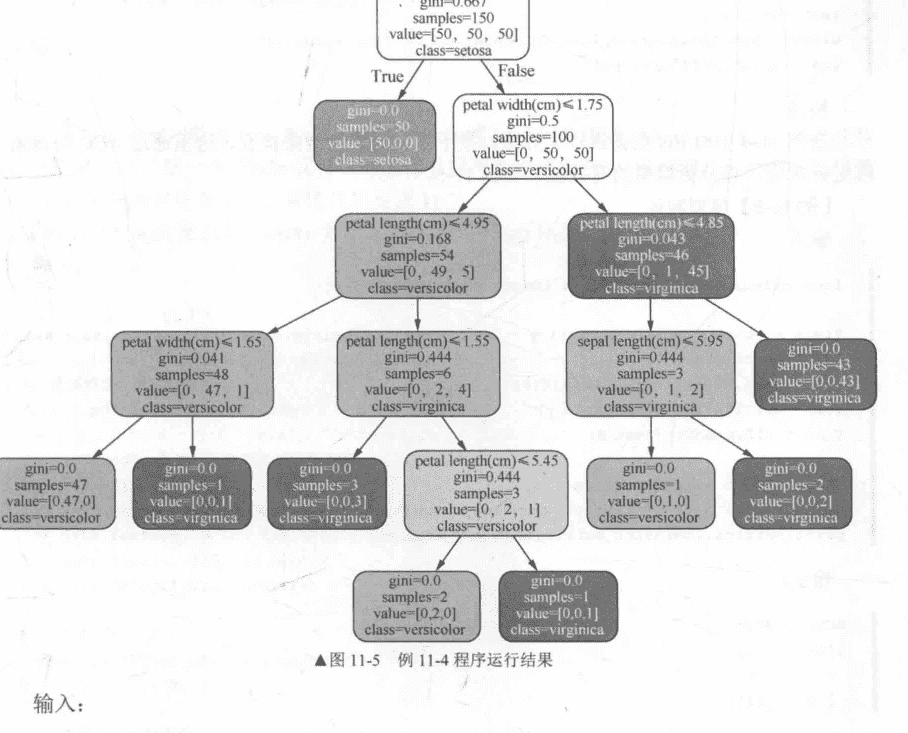 gini=0.667
samples=150
value=[50, 50, 50]
class=setosa
True
False
gini=0.0
samples=50
value=[50,0,0]
class=setosa
petal width(cm)≤1.75
gini=0.5
samples=100
value=[0, 50, 50]
class=versicolor
petal length(cm)≤4.95
gini=0.168
samples=54
value=[0, 49, 5]
class=versicolor
petal length(cm)≤4.85
gini=0.043
samples=46
value=[0, 1, 45]
class=virginica
petal width(cm)≤1.65
gini=0.041
samples=48
value=[0, 47, 1]
class=versicolor
petal length(cm)≤1.55
gini=0.444
samples=6
value=[0, 2, 4]
class=virginica
sepal length(cm)≤5.95
gini=0.444
samples=3
value=[0, 1, 2]
class=virginica
gini=0.0
samples=43
value=[0,0,43]
class=virginica
gini=0.0
samples=47
value=[0,47,0]
class=versicolor
gini=0.0
samples=1
value=[0,0,1]
class=virginica
gini=0.0
samples=3
value=[0,0,3]
class=virginica
petal length(cm)≤5.45
gini=0.444
samples=3
value=[0, 2, 1]
class=versicolor
gini=0.0
samples=1
value=[0,1,0]
class=versicolor
gini=0.0
samples=2
value=[0,0,2]
class=virginica
gini=0.0
samples=2
value=[0,2,0]
class=versicolor
gini=0.0
samples=1
value=[0,0,1]
class=virginica
▲图 11-5 例 11-4 程序运行结果
输入: